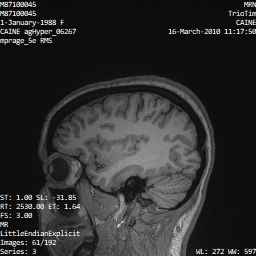 M87100045
M87100045
1-January-1988 F
CAINE agHyper_06267
mprage_5e RMS
MRN
TrioTim
CAINE
16-March-2010 11:17:50
ST: 1.00 SL: -31.85
RT: 2530.00 ET: 1.64
FS: 3.00
MR
LittleEndianExplicit
Images: 61/192
Series: 3
WL: 272 WW: 597